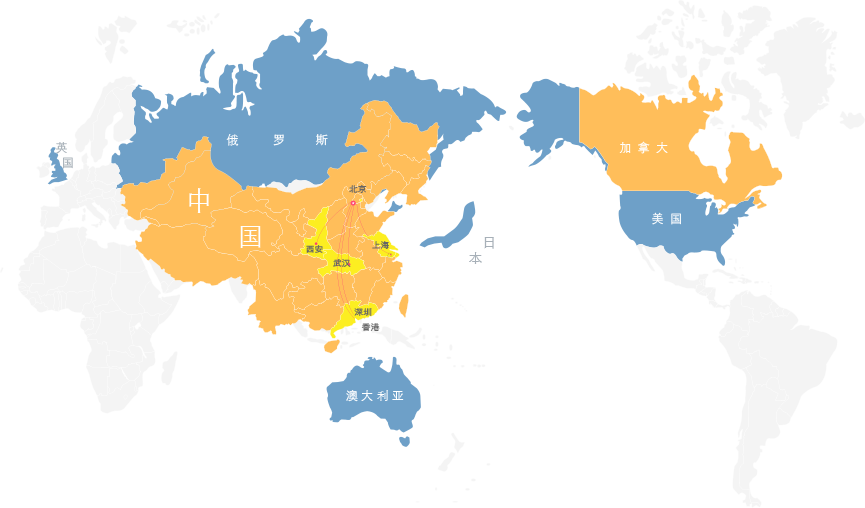 英国
俄罗斯
加拿大
中国
北京
美国
日本
西安
上海
武汉
深圳
香港
澳大利亚